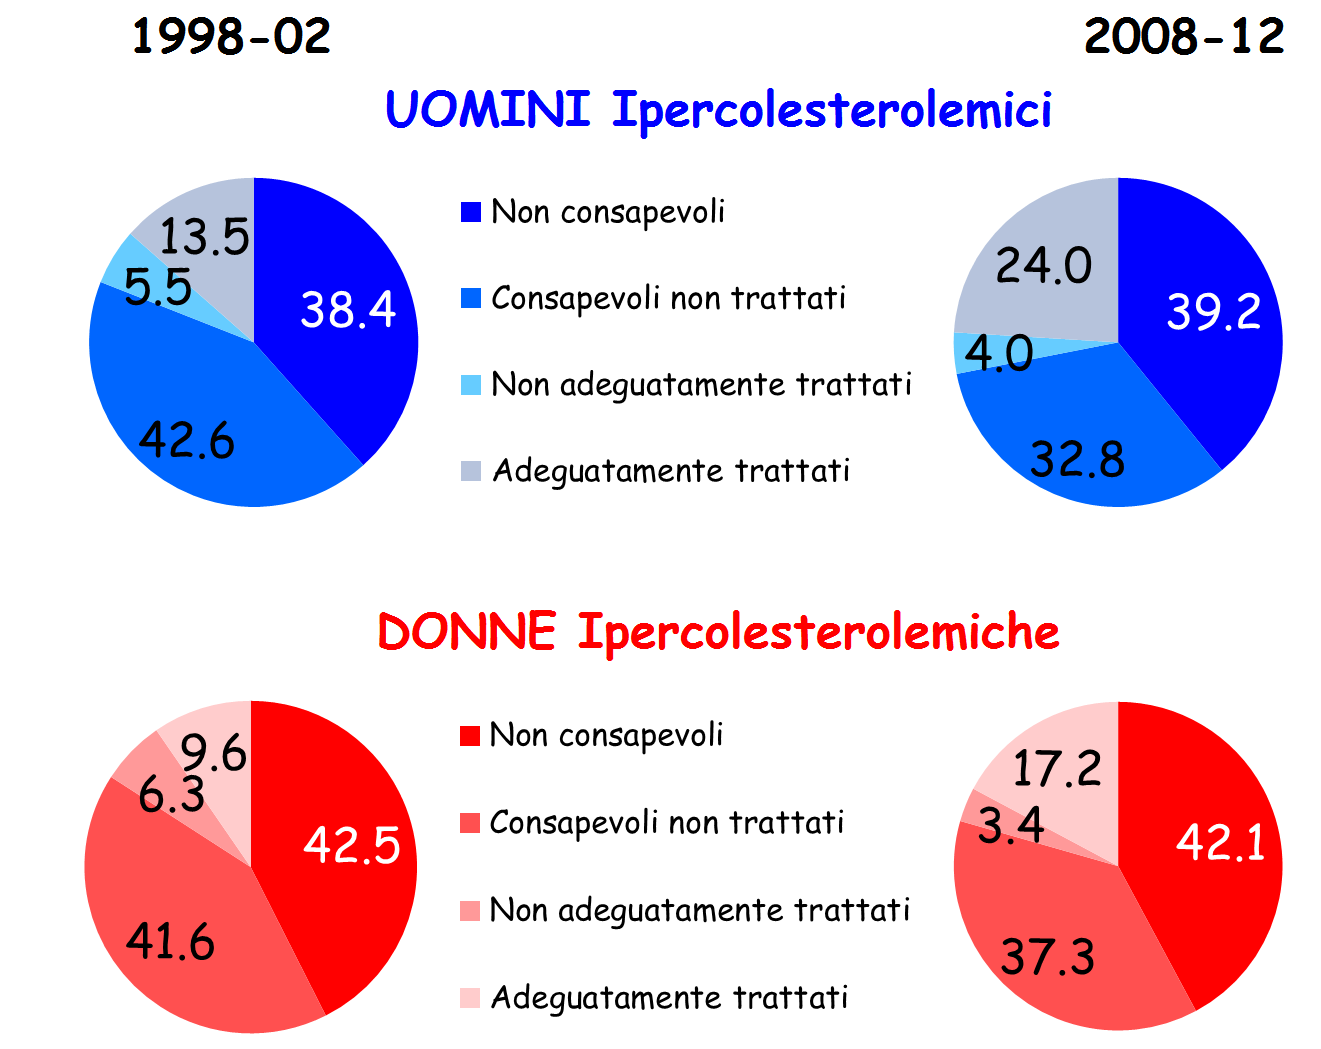 1998-02
2008-12
UOMINI Ipercolesterolemici
13.5
5.5
38.4
42.6
Non consapevoli
Consapevoli non trattati
Non adeguatamente trattati
Adeguatamente trattati
24.0
39.2
4.0
32.8
DONNE Ipercolesterolemiche
9.6
6.3
42.5
41.6
Non consapevoli
Consapevoli non trattati
Non adeguatamente trattati
Adeguatamente trattati
17.2
3.4
42.1
37.3